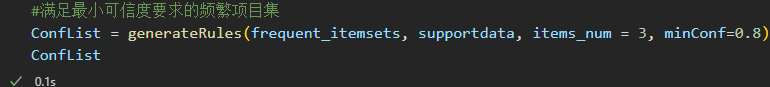 #满足最小可信度要求的频繁项目集
ConfList = generateRules(frequent_itemsets, supportdata, items_num = 3, minConf=0.8)
ConfList
✓ 0.1s